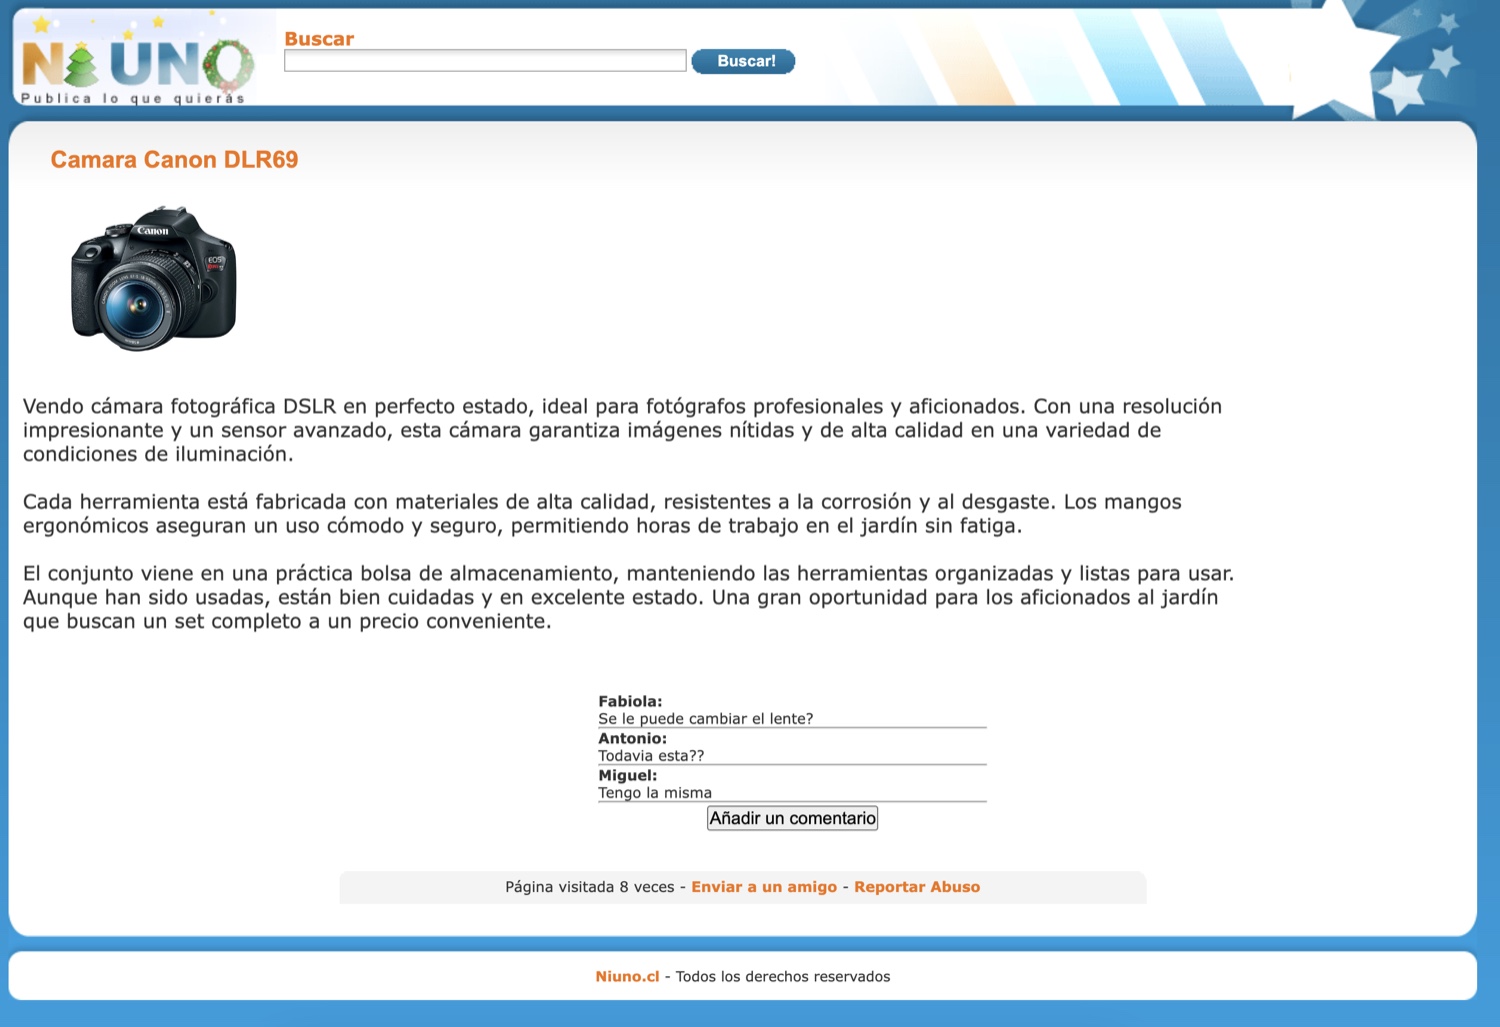 NIUNO
Publica lo que quierás
Buscar
Buscar!
Camara Canon DLR69
Canon
EOS
Vendo cámara fotográfica DSLR en perfecto estado, ideal para fotógrafos profesionales y aficionados. Con una resolución
impresionante y un sensor avanzado, esta cámara garantiza imágenes nítidas y de alta calidad en una variedad de
condiciones de iluminación.
Cada herramienta está fabricada con materiales de alta calidad, resistentes a la corrosión y al desgaste. Los mangos
ergonómicos aseguran un uso cómodo y seguro, permitiendo horas de trabajo en el jardín sin fatiga.
El conjunto viene en una práctica bolsa de almacenamiento, manteniendo las herramientas organizadas y listas para usar.
Aunque han sido usadas, están bien cuidadas y en excelente estado. Una gran oportunidad para los aficionados al jardín
que buscan un set completo a un precio conveniente.
Fabiola:
Se le puede cambiar el lente?
Antonio:
Todavia esta??
Miguel:
Tengo la misma
Añadir un comentario
Página visitada 8 veces - Enviar a un amigo - Reportar Abuso
Niuno.cl - Todos los derechos reservados